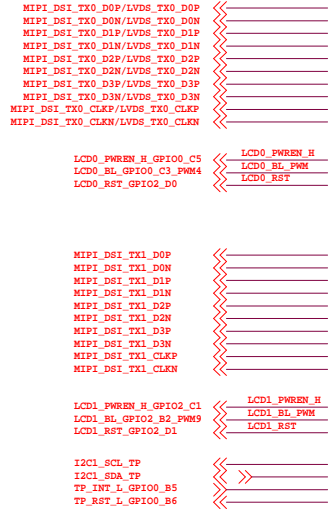 MIPI_DSI_TX0_D0P/LVDS_TX0_D0P
MIPI_DSI_TX0_D0N/LVDS_TX0_D0N
MIPI_DSI_TX0_D1P/LVDS_TX0_D1P
MIPI_DSI_TX0_D1N/LVDS_TX0_D1N
MIPI_DSI_TX0_D2P/LVDS_TX0_D2P
MIPI_DSI_TX0_D2N/LVDS_TX0_D2N
MIPI_DSI_TX0_D3P/LVDS_TX0_D3P
MIPI_DSI_TX0_D3N/LVDS_TX0_D3N
MIPI_DSI_TX0_CLKP/LVDS_TX0_CLKP
MIPI_DSI_TX0_CLKN/LVDS_TX0_CLKN
LCD0_PWREN_H_GPIO0_C5 LCD0_PWREN_H
LCD0_BL_GPIO0_C3_PWM4 LCD0_BL_PWM
LCD0_RST_GPIO2_D0 LCD0_RST
MIPI_DSI_TX1_D0P
MIPI_DSI_TX1_D0N
MIPI_DSI_TX1_D1P
MIPI_DSI_TX1_D1N
MIPI_DSI_TX1_D2P
MIPI_DSI_TX1_D2N
MIPI_DSI_TX1_D3P
MIPI_DSI_TX1_D3N
MIPI_DSI_TX1_CLKP
MIPI_DSI_TX1_CLKN
LCD1_PWREN_H_GPIO2_C1 LCD1_PWREN_H
LCD1_BL_GPIO2_B2_PWM9 LCD1_BL_PWM
LCD1_RST_GPIO2_D1 LCD1_RST
I2C1_SCL_TP
I2C1_SDA_TP
TP_INT_L_GPIO0_B5
TP_RST_L_GPIO0_B6